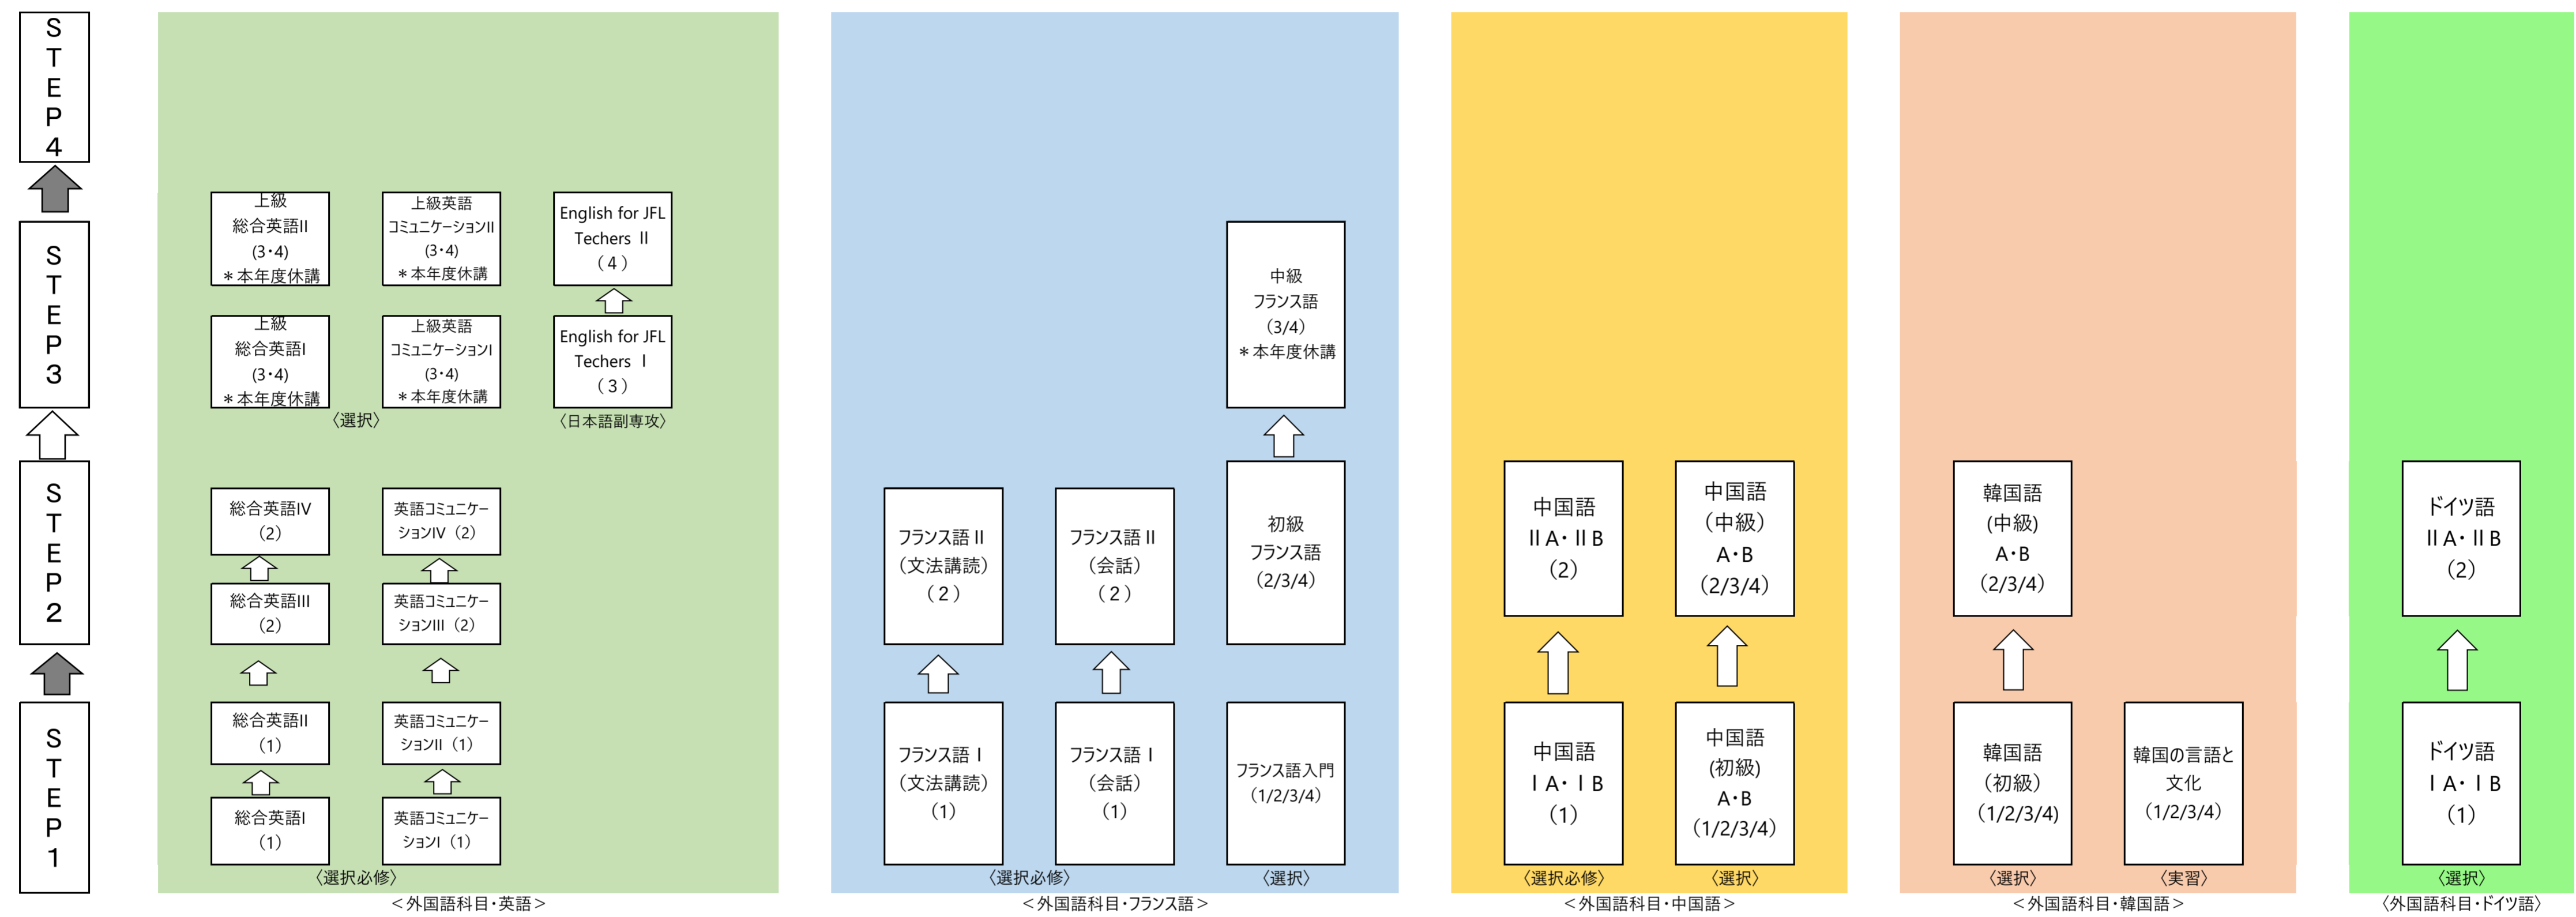 STEP4
STEP3
STEP2
STEP1
上級
総合英語II
(3・4)
＊本年度休講
上級英語
コミュニケーションII
(3・4)
＊本年度休講
English for JFL
Techers Ⅱ
（４）
上級
総合英語I
(3・4)
＊本年度休講
上級英語
コミュニケーションI
(3・4)
＊本年度休講
English for JFL
Techers Ⅰ
（３）
〈選択〉
〈日本語副専攻〉
総合英語IV
（2）
英語コミュニケー
ションIV（2）
総合英語III
（2）
英語コミュニケー
ションIII（2）
総合英語II
（1）
英語コミュニケー
ションII（1）
総合英語I
（1）
英語コミュニケー
ションI（1）
〈選択必修〉
＜外国語科目・英語＞
中級
フランス語
（3/4）
＊本年度休講
フランス語Ⅱ
（文法講読）
（２）
フランス語Ⅱ
（会話）
（２）
初級
フランス語
（2/3/4）
フランス語Ⅰ
（文法講読）
（1）
フランス語Ⅰ
（会話）
（1）
フランス語入門
（1/2/3/4）
〈選択必修〉
〈選択〉
＜外国語科目・フランス語＞
中国語
ⅡA・ⅡB
（2）
中国語
（中級）
A・B
（2/3/4）
中国語
ⅠA・ⅠB
（1）
中国語
(初級)
A・B
（1/2/3/4）
〈選択必修〉
〈選択〉
＜外国語科目・中国語＞
韓国語
(中級)
A・B
（2/3/4）
韓国語
（初級）
（1/2/3/4)
韓国の言語と
文化
（1/2/3/4）
〈選択〉
〈実習〉
＜外国語科目・韓国語＞
ドイツ語
ⅡA・ⅡB
（2）
ドイツ語
ⅠA・ⅠB
（1）
〈選択〉
〈外国語科目・ドイツ語〉